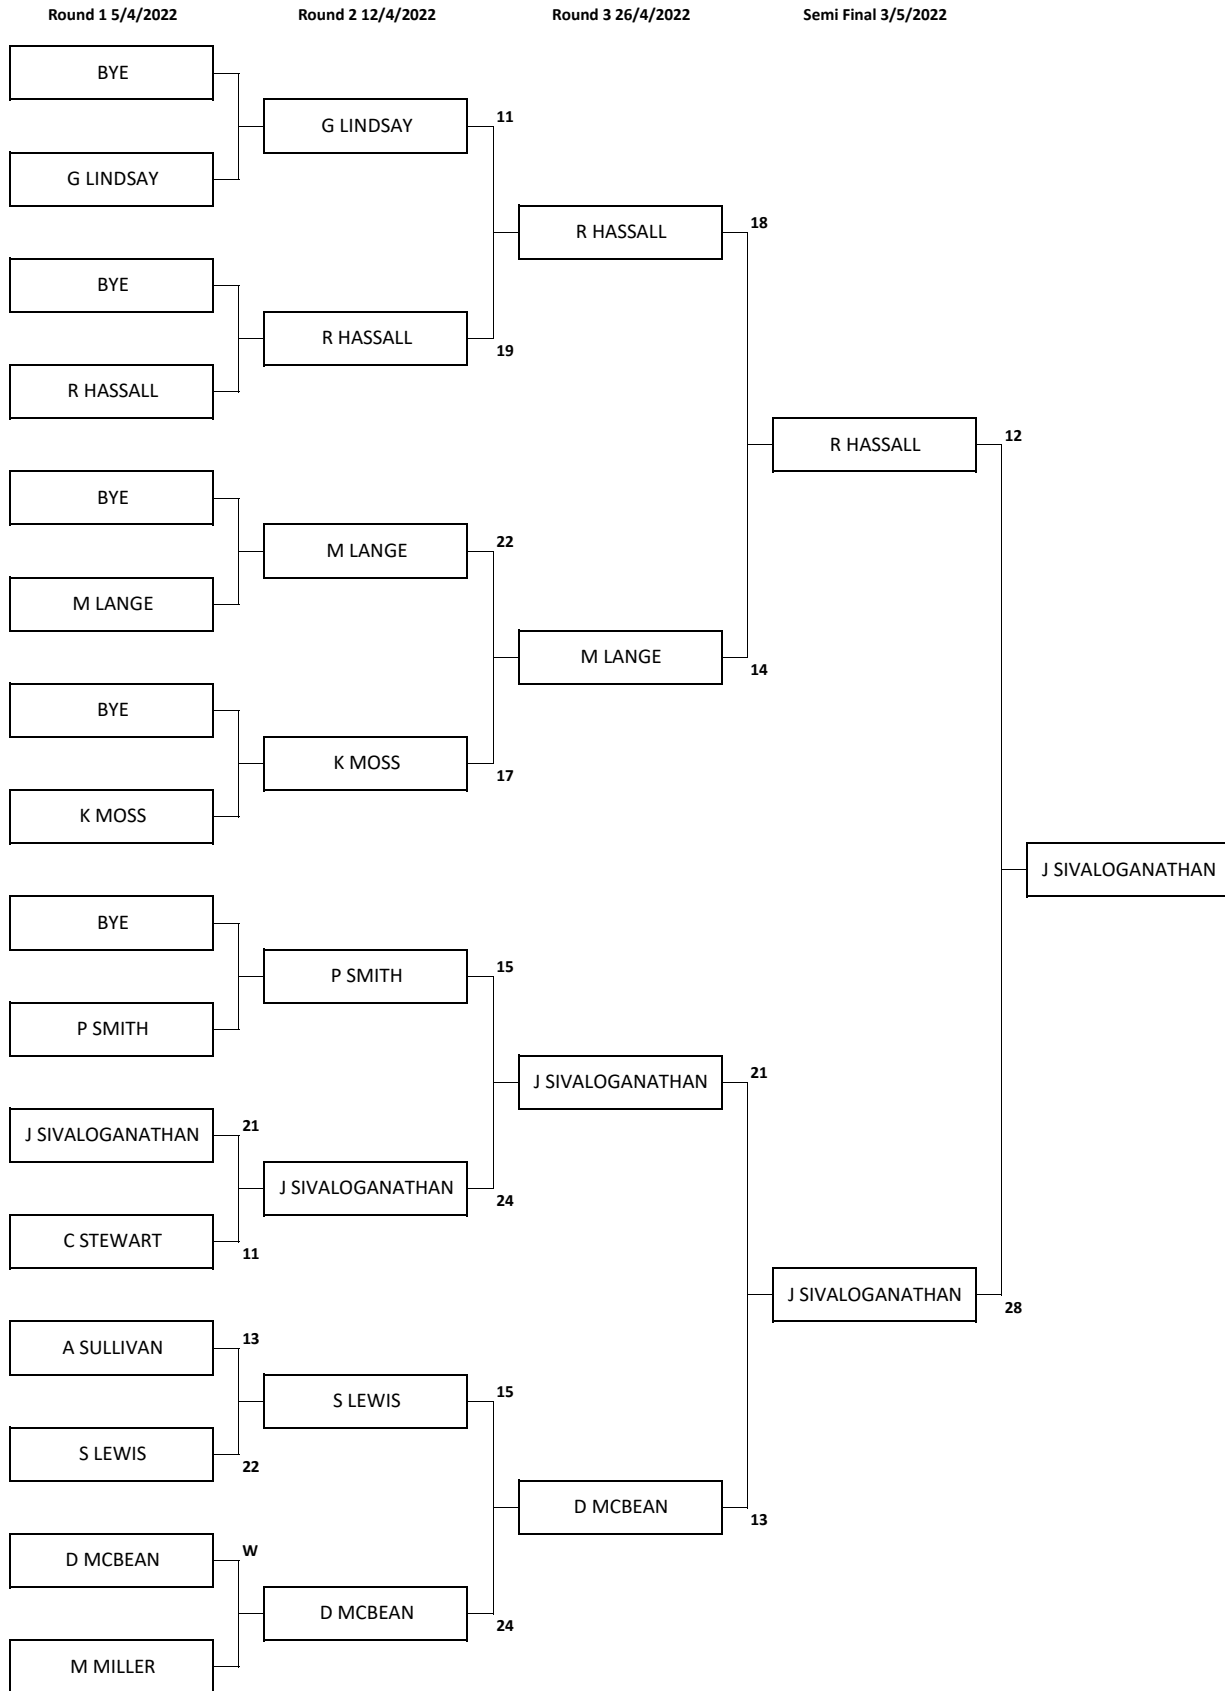 Round 1 5/4/2022 Round 2 12/4/2022 Round 3 26/4/2022 Semi Final 3/5/2022
BYE
G LINDSAY 11
G LINDSAY
R HASSALL 18
BYE
R HASSALL 19
R HASSALL
R HASSALL 12
BYE
M LANGE 22
M LANGE
M LANGE 14
BYE
K MOSS 17
K MOSS
J SIVALOGANATHAN
BYE
P SMITH 15
P SMITH
J SIVALOGANATHAN 21
J SIVALOGANATHAN 21
J SIVALOGANATHAN 24
C STEWART 11
J SIVALOGANATHAN 28
A SULLIVAN 13
S LEWIS 15
S LEWIS 22
D MCBEAN 13
D MCBEAN W
D MCBEAN 24
M MILLER